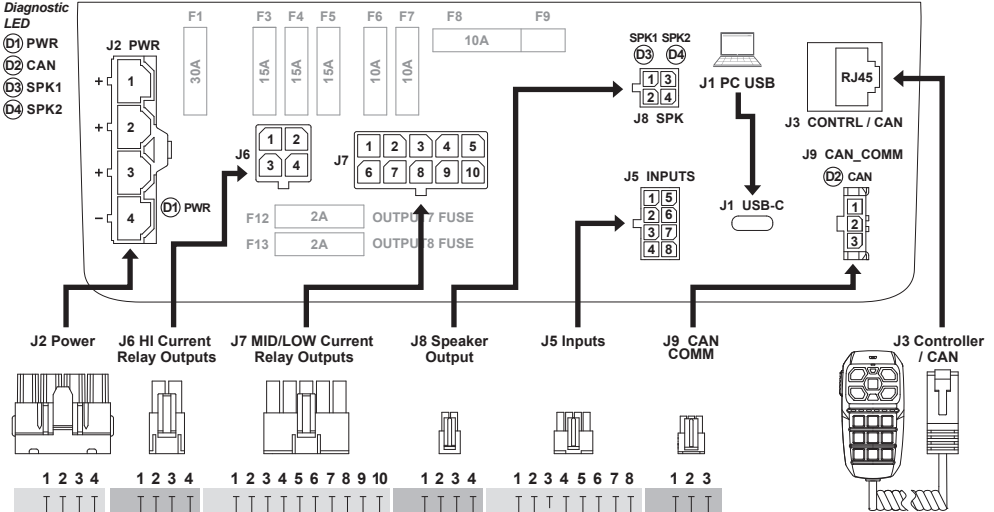 Diagnostic
LED
D1 PWR
D2 CAN
D3 SPK1
D4 SPK2
J2 PWR
+ 1
+ 2
+ 3
- 4
D1 PWR
F1
30A
F3 F4 F5
15A 15A 15A
F6 F7
10A 10A
F8 F9
10A
J6
1 2
3 4
J7
1 2 3 4 5
6 7 8 9 10
F12 2A OUTPUT7 FUSE
F13 2A OUTPUT8 FUSE
SPK1 SPK2
D3 D4
1 3
2 4
J8 SPK
J1 PC USB
J5 INPUTS
1 5
2 6
3 7
4 8
J1 USB-C
RJ45
J3 CONTRL / CAN
J9 CAN_COMM
D2 CAN
1
2
3
J2 Power
J6 HI Current
Relay Outputs
J7 MID/LOW Current
Relay Outputs
J8 Speaker
Output
J5 Inputs
J9 CAN
COMM
J3 Controller
/ CAN
1 2 3 4
1 2 3 4
1 2 3 4 5 6 7 8 9 10
1 2 3 4
1 2 3 4 5 6 7 8
1 2 3